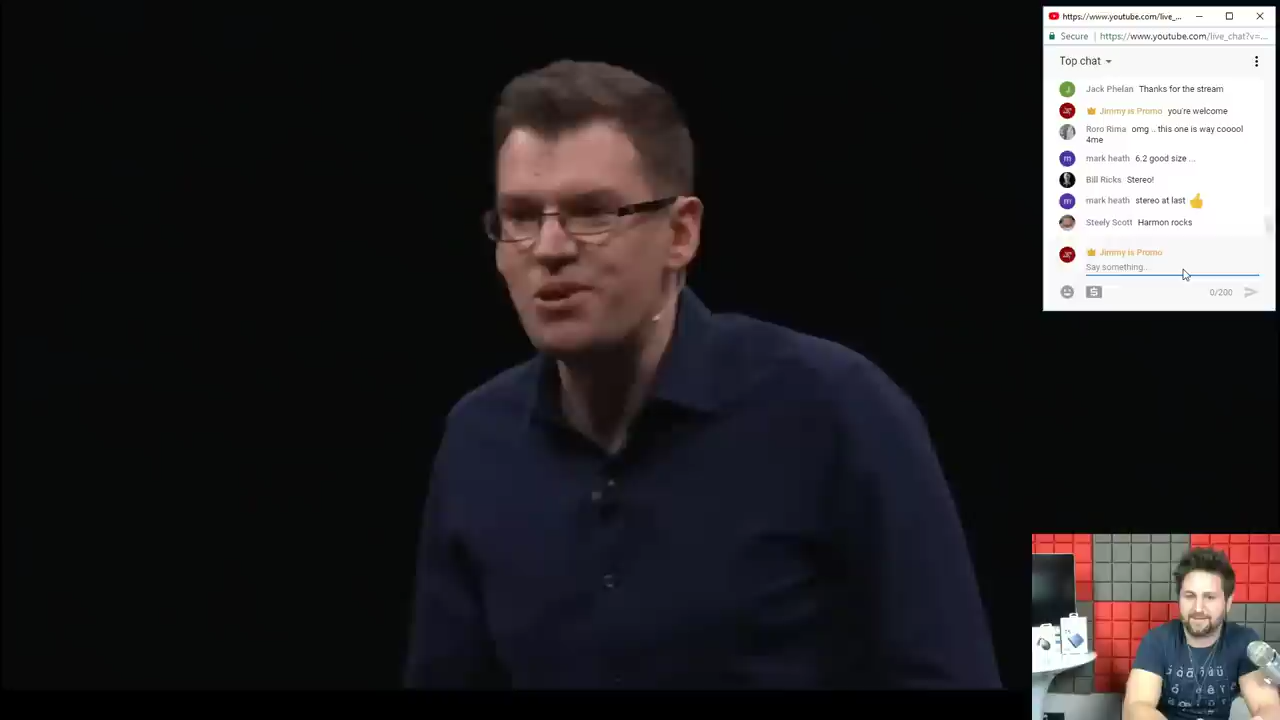 https://www.youtube.com/live_...
Secure https://www.youtube.com/live_chat?v=...
Top chat
Jack Phelan Thanks for the stream
Jimmy is Promo you're welcome
Roro Rima omg .. this one is way cooool
4me
mark heath 6.2 good size ...
Bill Ricks Stereo!
mark heath stereo at last
Steely Scott Harmon rocks
Jimmy is Promo
Say something...
0/200